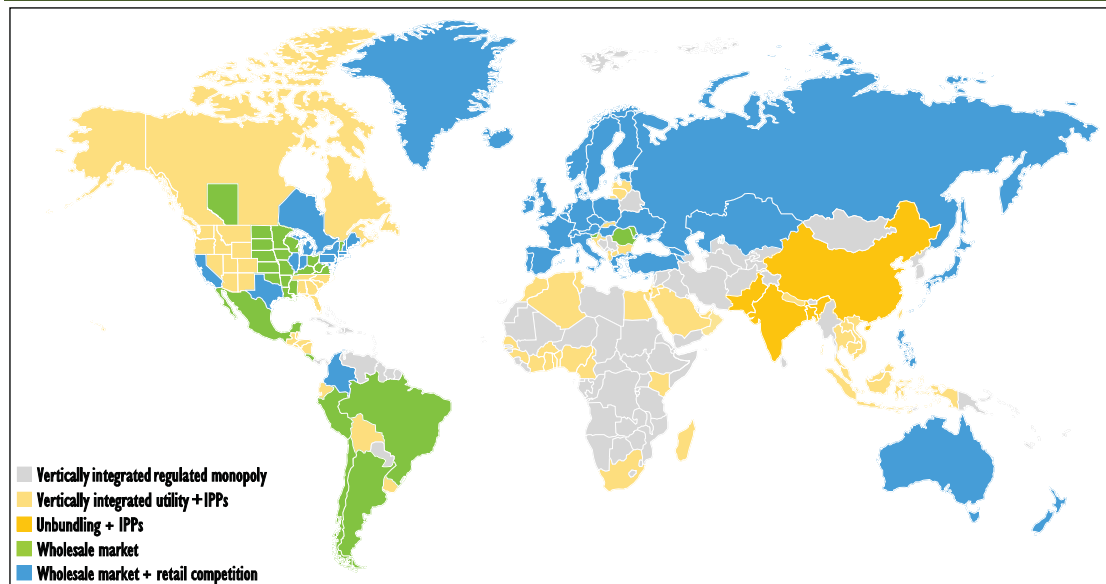 Vertically integrated regulated monopoly
Vertically integrated utility +IPPs
Unbundling + IPPs
Wholesale market
Wholesale market + retail competition